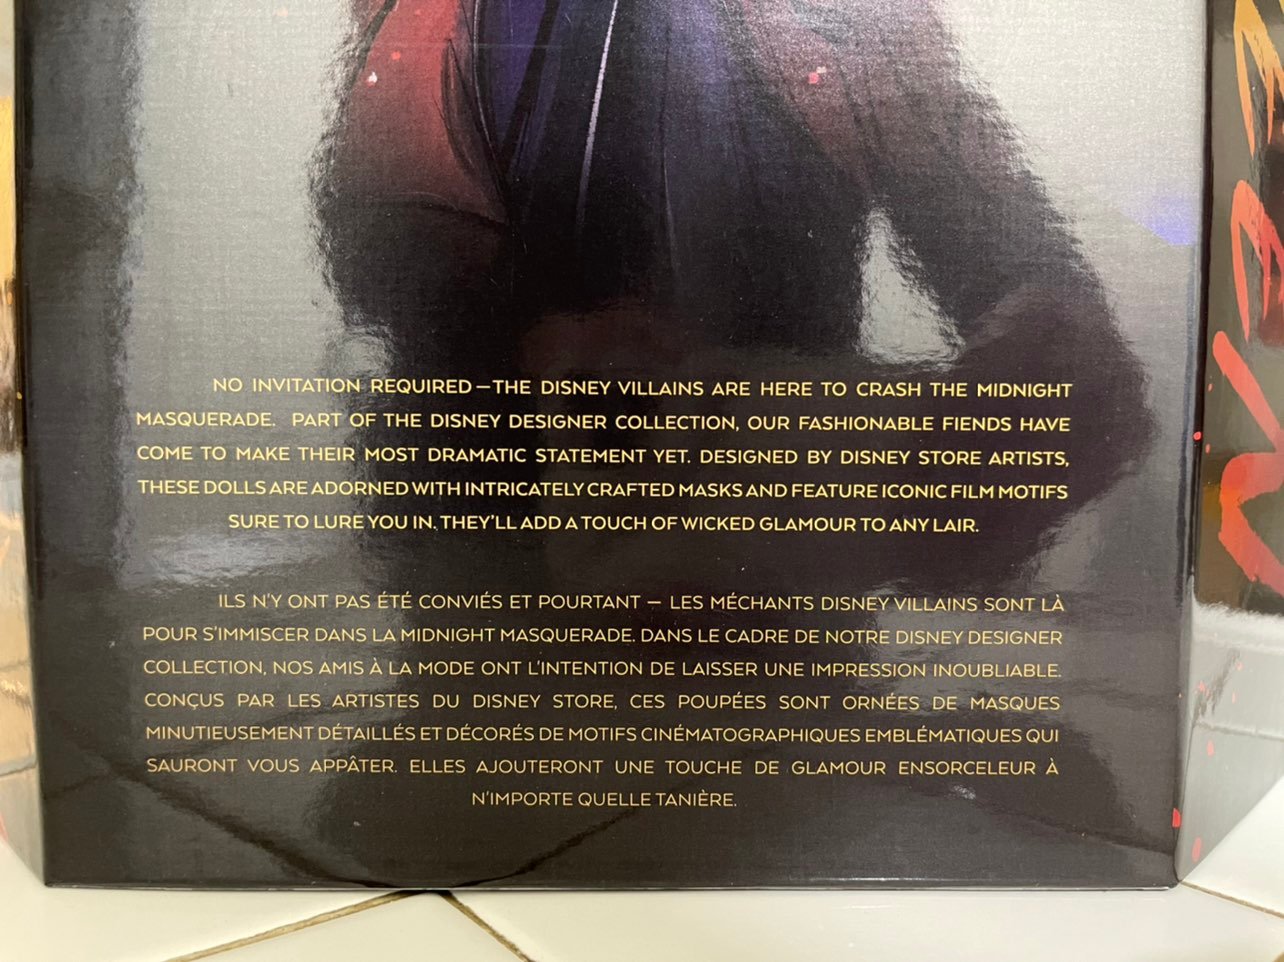 NO INVITATION REQUIRED—THE DISNEY VILLAINS ARE HERE TO CRASH THE MIDNIGHT
MASQUERADE. PART OF THE DISNEY DESIGNER COLLECTION, OUR FASHIONABLE FIENDS HAVE
COME TO MAKE THEIR MOST DRAMATIC STATEMENT YET. DESIGNED BY DISNEY STORE ARTISTS,
THESE DOLLS ARE ADORNED WITH INTRICATELY CRAFTED MASKS AND FEATURE ICONIC FILM MOTIFS
SURE TO LURE YOU IN. THEY'LL ADD A TOUCH OF WICKED GLAMOUR TO ANY LAIR.
ILS N'Y ONT PAS ÉTÉ CONVIÉS ET POURTANT — LES MÉCHANTS DISNEY VILLAINS SONT LÀ
POUR S'IMMISCER DANS LA MIDNIGHT MASQUERADE. DANS LE CADRE DE NOTRE DISNEY DESIGNER
COLLECTION, NOS AMIS À LA MODE ONT L'INTENTION DE LAISSER UNE IMPRESSION INOUBLIABLE.
CONÇUS PAR LES ARTISTES DU DISNEY STORE, CES POUPÉES SONT ORNÉES DE MASQUES
MINUTIEUSEMENT DÉTAILLÉS ET DÉCORÉS DE MOTIFS CINÉMATOGRAPHIQUES EMBLÉMATIQUES QUI
SAURONT VOUS APPÂTER. ELLES AJOUTERONT UNE TOUCHE DE GLAMOUR ENSORCELEUR À
N'IMPORTE QUELLE TANIÈRE.